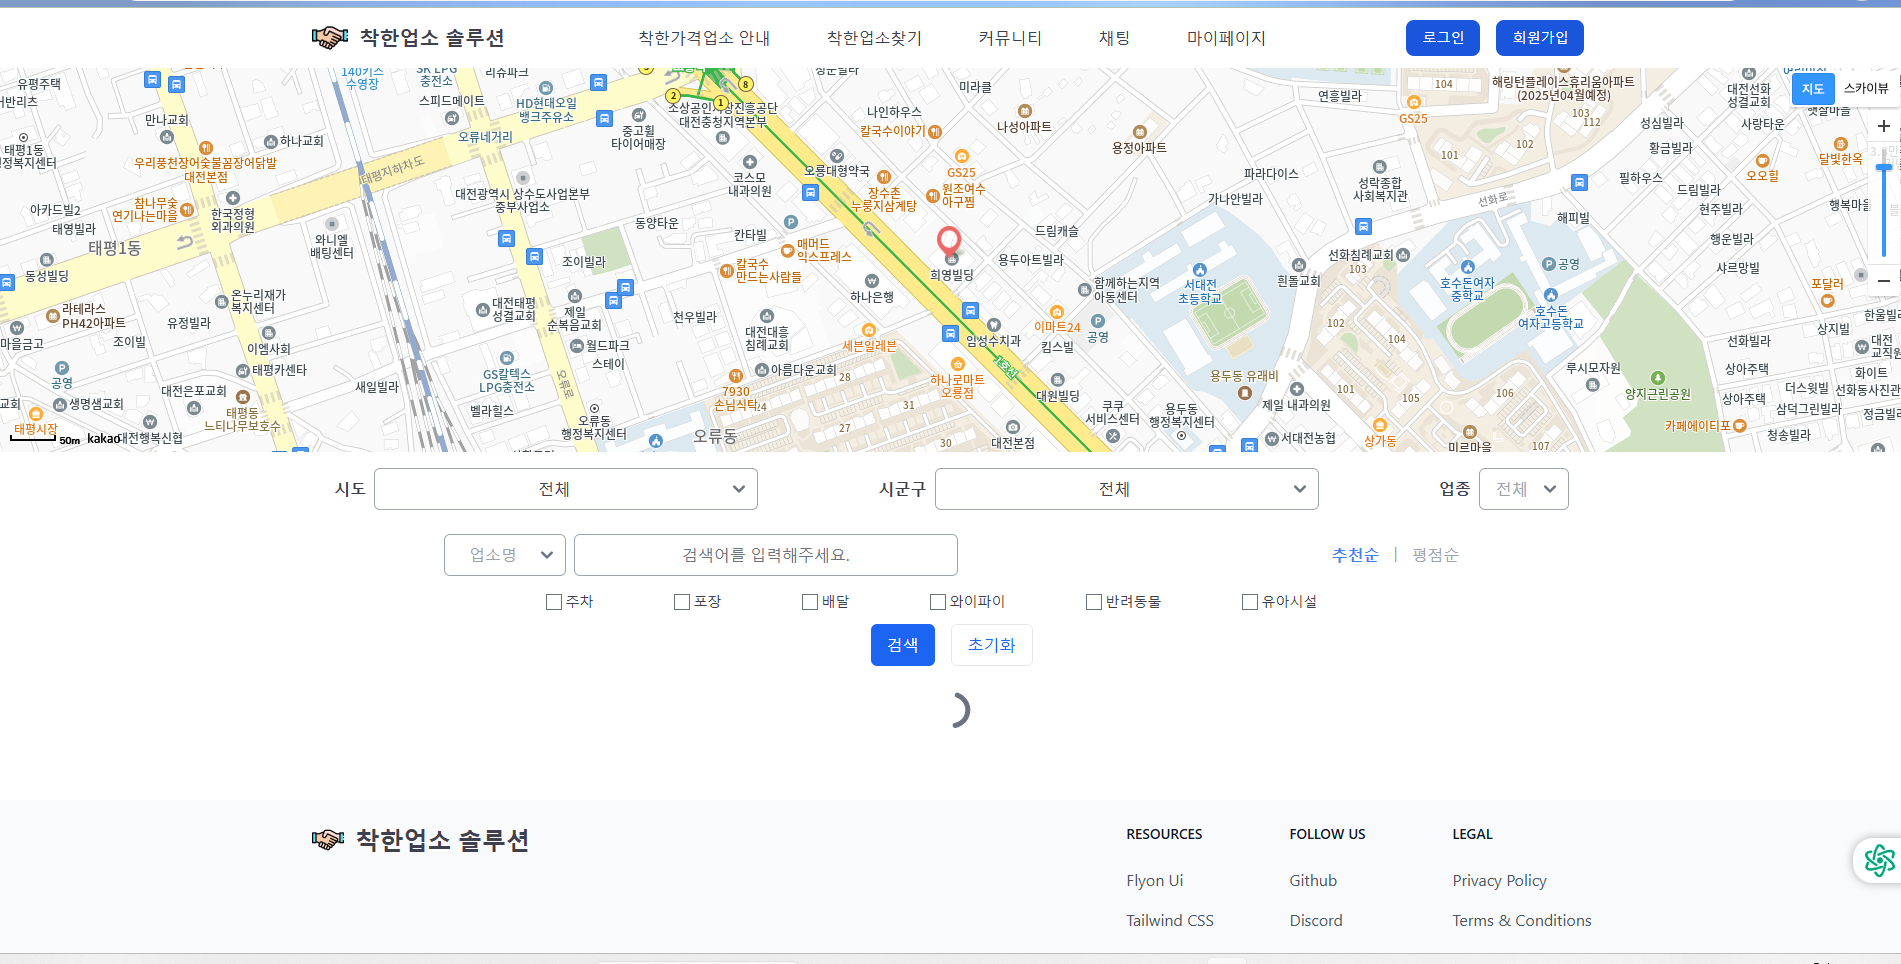 착한업소 솔루션
착한가격업소 안내
착한업소찾기
커뮤니티
채팅
마이페이지
로그인
회원가입
유평주택
140키즈
수영장
충전소
리슈파크
스피드메이트
HD현대오일
뱅크주유소
오류네거리
중고휠
타이어매장
소상공인시장진흥공단
대전충청지역본부
2
1
8
미라클
나인하우스
칼국수이야기
나성아파트
용정아파트
연흥빌라
GS25
해링턴플레이스휴리움아파트
(2025년04월예정)
대전선화
성결교회
지도
스카이뷰
만나교회
하나교회
태평1동
우리풍천장어숯불꼼장어닭발
대전본점
태평지하차도
코스모
내과의원
오룡대형약국
GS25
장수촌
누룽지삼계탕
원조여수
아구찜
파라다이스
성락종합
사회복지관
가나안빌라
104
103
112
102
101
성심빌라
사랑타운
황금빌라
달빛한옥
오오힐
필하우스
드림빌라
현주빌라
선화로
해피빌
행운빌라
샤르망빌
아카드빌2
태영빌라
참나무숯
연기나는마을
한국정형
외과의원
태평1동
와니엘
배팅센터
대전광역시 상수도사업본부
중부사업소
동양타운
칸타빌
매머드
익스프레스
칼국수
만드는사람들
조이빌라
드림캐슬
용두아트빌라
희영빌딩
하나은행
함께하는지역
아동센터
서대전
초등학교
흰돌교회
선화침례교회
103
호수돈여자
중학교
공영
호수돈
여자고등학교
포달러
동성빌딩
라테라스
PH42아파트
온누리재가
복지센터
유정빌라
조이빌
이엠사회
대전태평
성결교회
제일
순복음교회
월드파크
스테이
천우빌라
대전대흥
침례교회
세븐일레븐
임성수치과
이마트24
킴스빌
공영
1호선
102
104
106
상지빌
선화빌라
마을금고
공영
태평카센타
대전은포교회
새일빌라
GS칼텍스
LPG충전소
벨라힐스
오류로
7930
손님식탁
아름다운교회
28
24
31
27
30
하나로마트
오룡점
대원빌딩
쿠쿠
서비스센터
용두동
행정복지센터
용두동 유래비
제일 내과의원
101
105
106
107
루시모자원
양지근린공원
상아주택
상아주택
더스윗빌
화이트
선화동사진관
삼덕그린빌라
카페에이티포
청송빌라
생명샘교회
태평시장
50m
kakao
대전행복신협
태평동
느티나무보호수
오류동
행정복지센터
오류동
대전본점
서대전농협
상가동
미르마을
시도
전체
시군구
전체
업종
전체
업소명
검색어를 입력해주세요.
추천순 | 평점순
주차
포장
배달
와이파이
반려동물
유아시설
검색
초기화
착한업소 솔루션
RESOURCES
FOLLOW US
LEGAL
Flyon Ui
Github
Privacy Policy
Tailwind CSS
Discord
Terms & Conditions